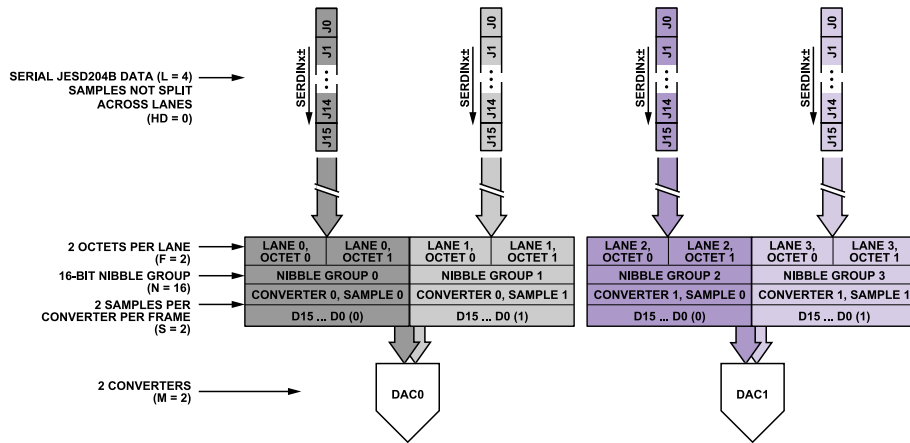 J0
J1
J14
J15
SERDINx±
J0
J1
J14
J15
SERDINx±
J0
J1
J14
J15
SERDINx±
J0
J1
J14
J15
SERDINx±
SERIAL JESD204B DATA (L = 4)
SAMPLES NOT SPLIT
ACROSS LANES
(HD = 0)
2 OCTETS PER LANE
(F = 2)
LANE 0,
OCTET 0
LANE 0,
OCTET 1
LANE 1,
OCTET 0
LANE 1,
OCTET 1
LANE 2,
OCTET 0
LANE 2,
OCTET 1
LANE 3,
OCTET 0
LANE 3,
OCTET 1
16-BIT NIBBLE GROUP
(N = 16)
NIBBLE GROUP 0
NIBBLE GROUP 1
NIBBLE GROUP 2
NIBBLE GROUP 3
2 SAMPLES PER
CONVERTER PER FRAME
(S = 2)
CONVERTER 0, SAMPLE 0
CONVERTER 0, SAMPLE 1
CONVERTER 1, SAMPLE 0
CONVERTER 1, SAMPLE 1
D15 ... D0 (0)
D15 ... D0 (1)
D15 ... D0 (0)
D15 ... D0 (1)
2 CONVERTERS
(M = 2)
DAC0
DAC1